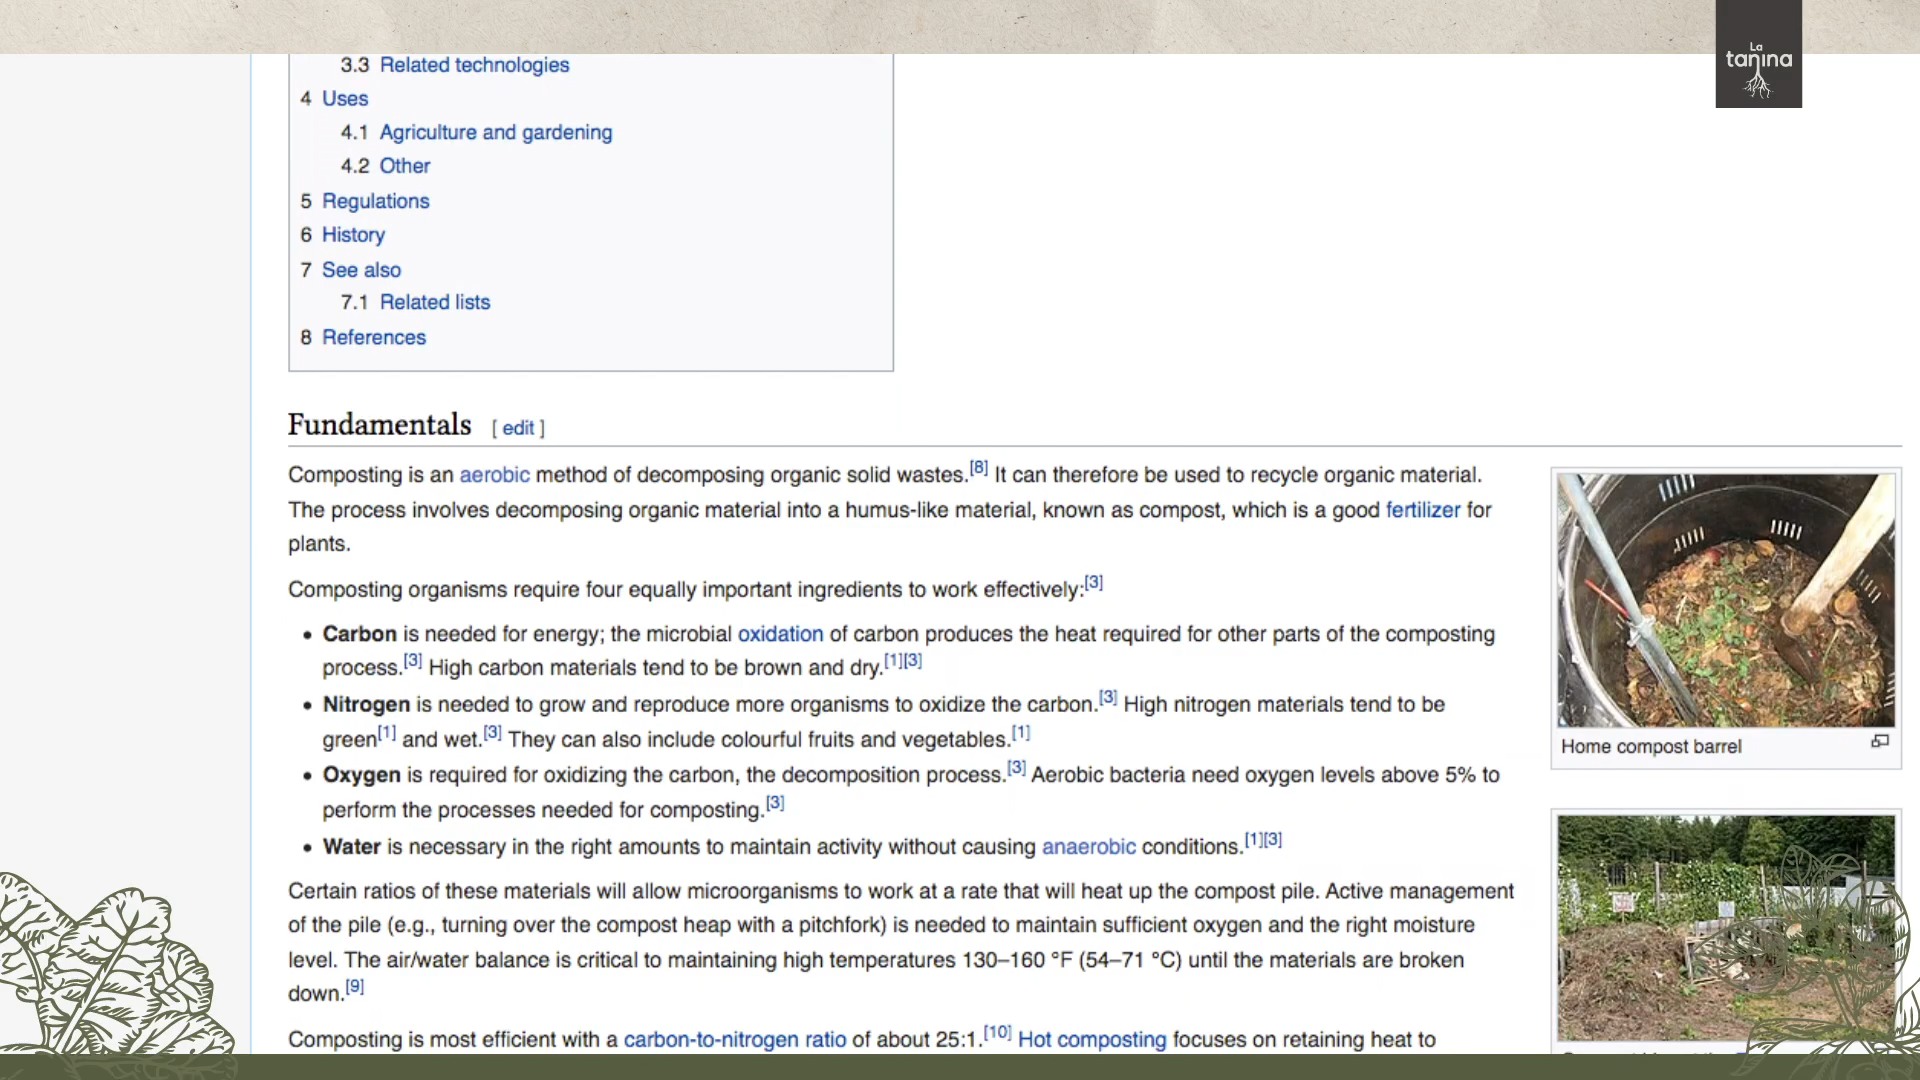 La
tanina
3.3 Related technologies
4 Uses
4.1 Agriculture and gardening
4.2 Other
5 Regulations
6 History
7 See also
7.1 Related lists
8 References
Fundamentals [ edit ]
Composting is an aerobic method of decomposing organic solid wastes.[8] It can therefore be used to recycle organic material.
The process involves decomposing organic material into a humus-like material, known as compost, which is a good fertilizer for
plants.
Composting organisms require four equally important ingredients to work effectively:[3]
• Carbon is needed for energy; the microbial oxidation of carbon produces the heat required for other parts of the composting
process.[3] High carbon materials tend to be brown and dry.[1][3]
• Nitrogen is needed to grow and reproduce more organisms to oxidize the carbon.[3] High nitrogen materials tend to be
green[1] and wet.[3] They can also include colourful fruits and vegetables.[1]
• Oxygen is required for oxidizing the carbon, the decomposition process.[3] Aerobic bacteria need oxygen levels above 5% to
perform the processes needed for composting.[3]
• Water is necessary in the right amounts to maintain activity without causing anaerobic conditions.[1][3]
Certain ratios of these materials will allow microorganisms to work at a rate that will heat up the compost pile. Active management
of the pile (e.g., turning over the compost heap with a pitchfork) is needed to maintain sufficient oxygen and the right moisture
level. The air/water balance is critical to maintaining high temperatures 130–160 °F (54–71 °C) until the materials are broken
down.[9]
Composting is most efficient with a carbon-to-nitrogen ratio of about 25:1.[10] Hot composting focuses on retaining heat to
Home compost barrel